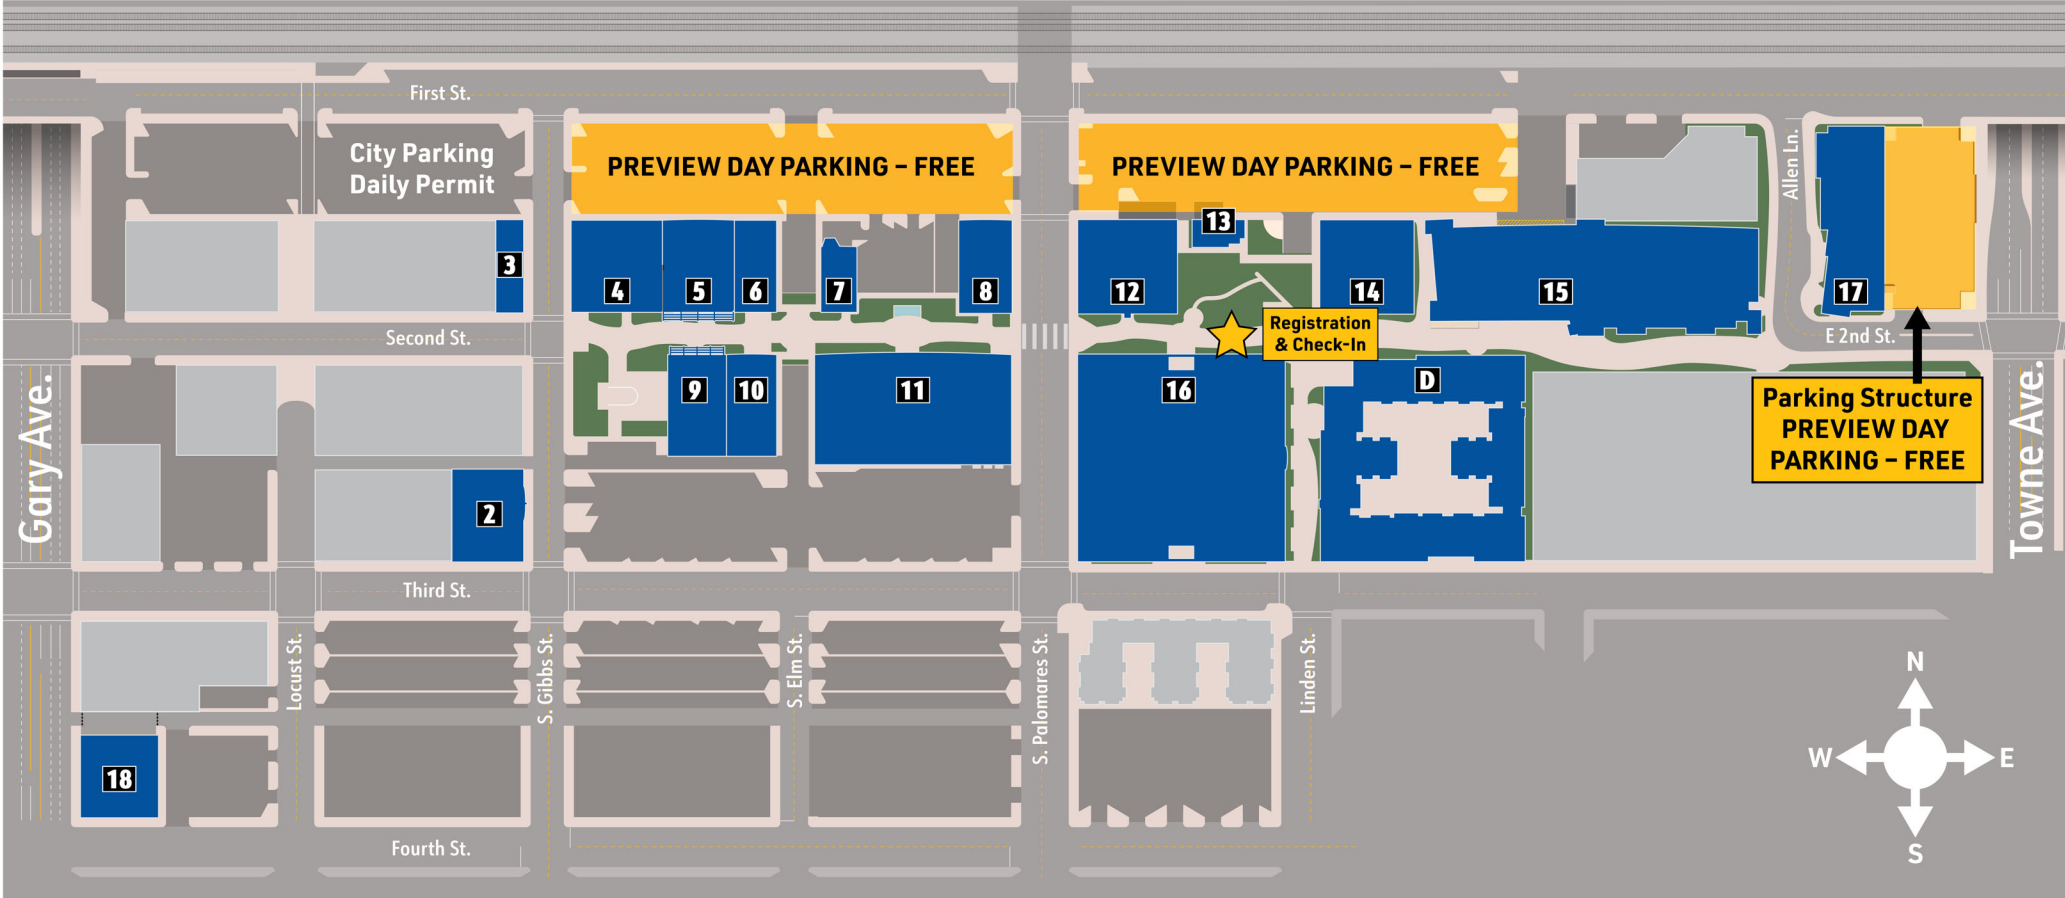 First St.
City Parking
Daily Permit
PREVIEW DAY PARKING – FREE
PREVIEW DAY PARKING – FREE
Allen Ln.
3
4
5
6
7
8
12
13
14
15
17
Second St.
Registration
& Check-In
E 2nd St.
Gary Ave.
9
10
11
16
D
Parking Structure
PREVIEW DAY
PARKING – FREE
Towne Ave.
2
Third St.
Locust St.
S. Gibbs St.
S. Elm St.
S. Palomares St.
Linden St.
18
Fourth St.
N
W
E
S